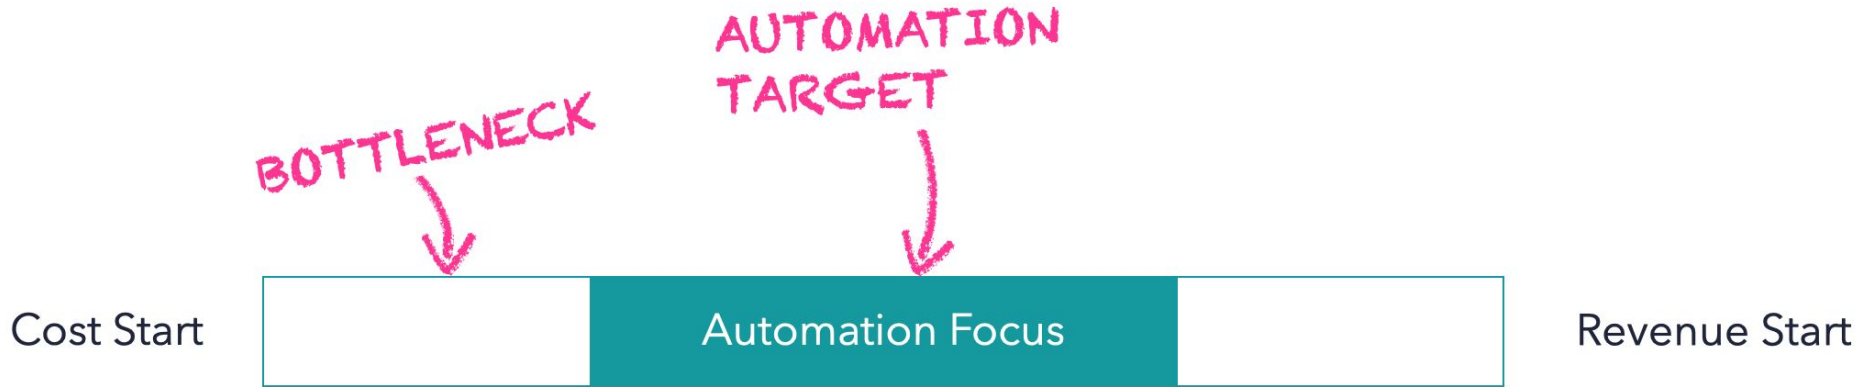 AUTOMATION
TARGET
BOTTLENECK
Cost Start
Automation Focus
Revenue Start